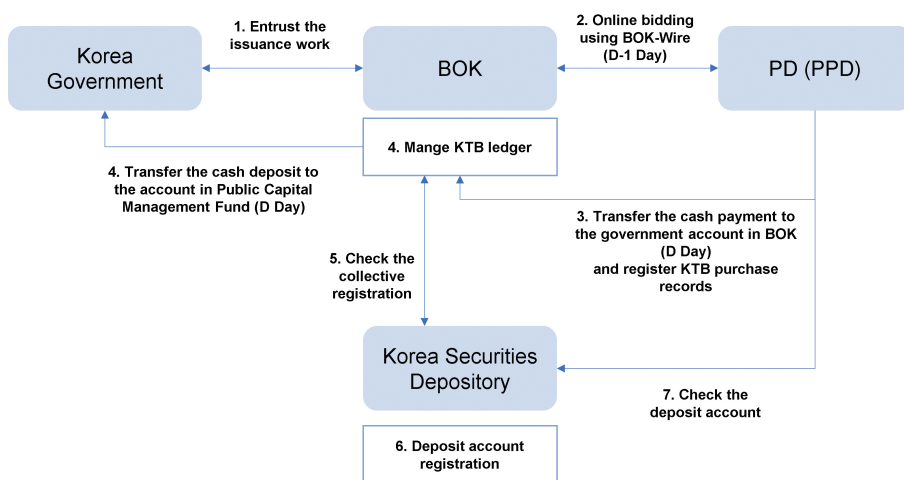 Korea
Government
1. Entrust the
issuance work
BOK
2. Online bidding
using BOK-Wire
(D-1 Day)
PD (PPD)
4. Mange KTB ledger
4. Transfer the cash deposit to
the account in Public Capital
Management Fund (D Day)
3. Transfer the cash payment to
the government account in BOK
(D Day)
and register KTB purchase
records
5. Check the
collective
registration
Korea Securities
Depository
7. Check the
deposit account
6. Deposit account
registration